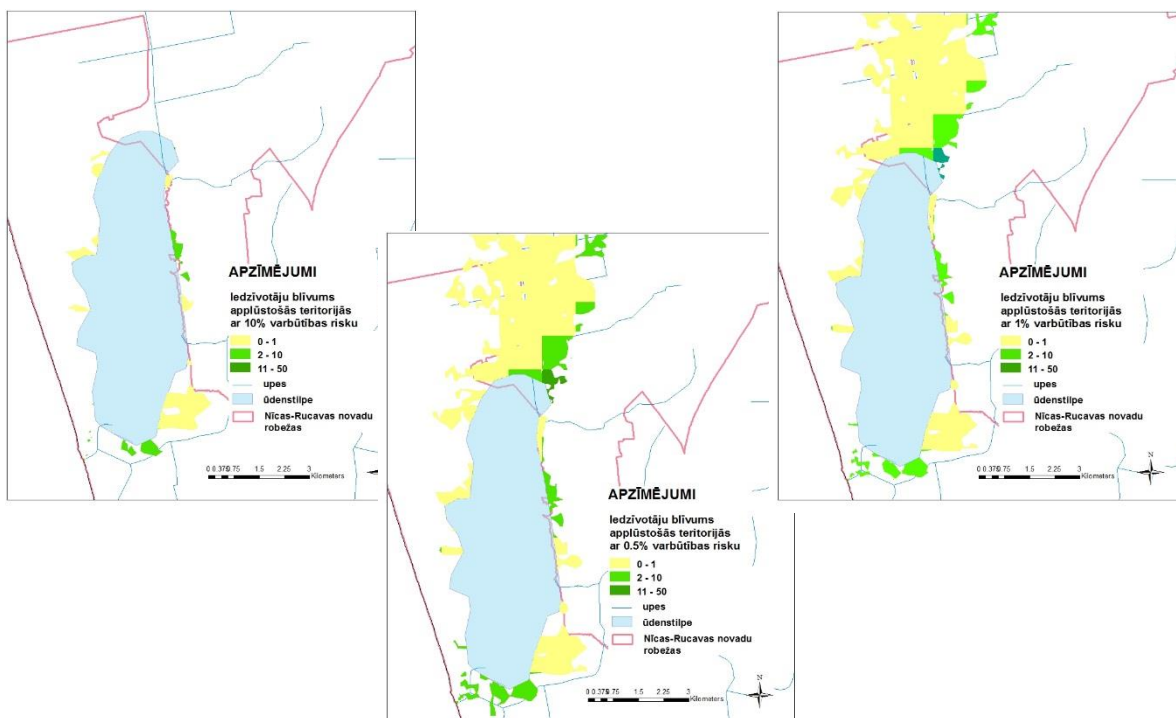 APZĪMĒJUMI
Iedzīvotāju blīvums
applūstošās teritorijās
ar 10% varbūtības risku
0 - 1
2 - 10
11 - 50
upes
ūdenstilpe
Nīcas-Rucavas novadu
robežas
0 0.375 0.75 1.5 2.25 3
Kilometers
APZĪMĒJUMI
Iedzīvotāju blīvums
applūstošās teritorijās
ar 0.5% varbūtības risku
0 - 1
2 - 10
11 - 50
upes
ūdenstilpe
Nīcas-Rucavas novadu
robežas
N
0 0.375 0.75 1.5 2.25 3
Kilometers
APZĪMĒJUMI
Iedzīvotāju blīvums
applūstošās teritorijās
ar 1% varbūtības risku
0 - 1
2 - 10
11 - 50
upes
ūdenstilpe
Nīcas-Rucavas novadu
robežas
N
0 0.375 0.75 1.5 2.25 3
Kilometers